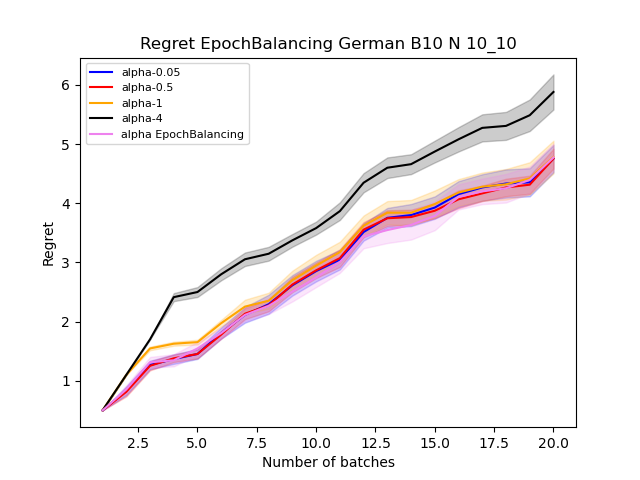 Regret EpochBalancing German B10 N 10_10
alpha-0.05
alpha-0.5
alpha-1
alpha-4
alpha EpochBalancing
6
5
4
3
2
1
Regret
2.5 5.0 7.5 10.0 12.5 15.0 17.5 20.0
Number of batches